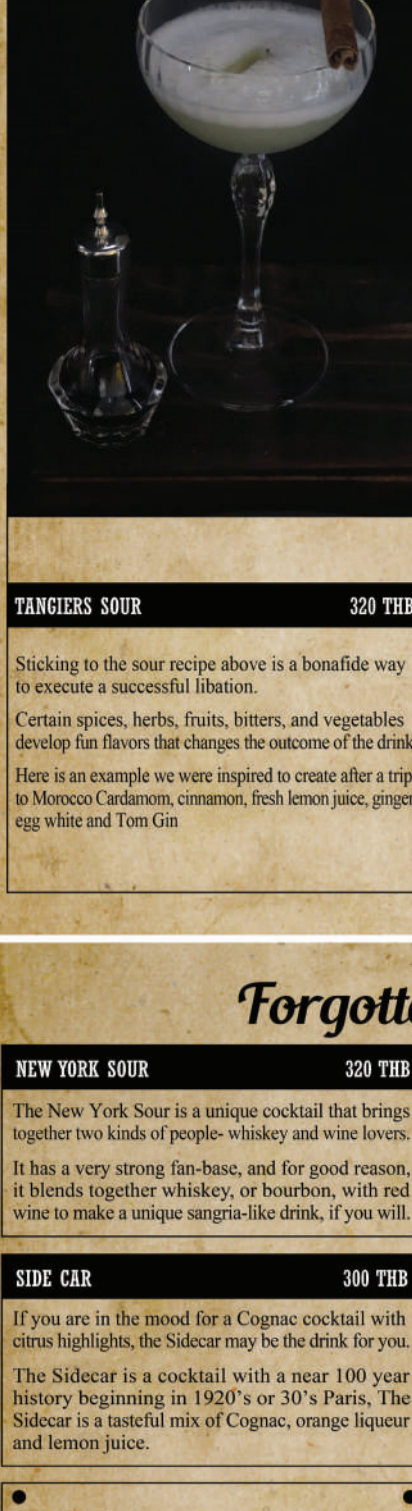 TANGIERS SOUR 320 THB
Sticking to the sour recipe above is a bonafide way
to execute a successful libation.
Certain spices, herbs, fruits, bitters, and vegetables
develop fun flavors that changes the outcome of the drink
Here is an example we were inspired to create after a trip
to Morocco Cardamom, cinnamon, fresh lemon juice, ginger
egg white and Tom Gin
NEW YORK SOUR 320 THB
The New York Sour is a unique cocktail that brings
together two kinds of people- whiskey and wine lovers.
It has a very strong fan-base, and for good reason,
it blends together whiskey, or bourbon, with red
wine to make a unique sangria-like drink, if you will.
SIDE CAR 300 THB
If you are in the mood for a Cognac cocktail with
citrus highlights, the Sidecar may be the drink for you.
The Sidecar is a cocktail with a near 100 year
history beginning in 1920's or 30's Paris, The
Sidecar is a tasteful mix of Cognac, orange liqueur
and lemon juice.